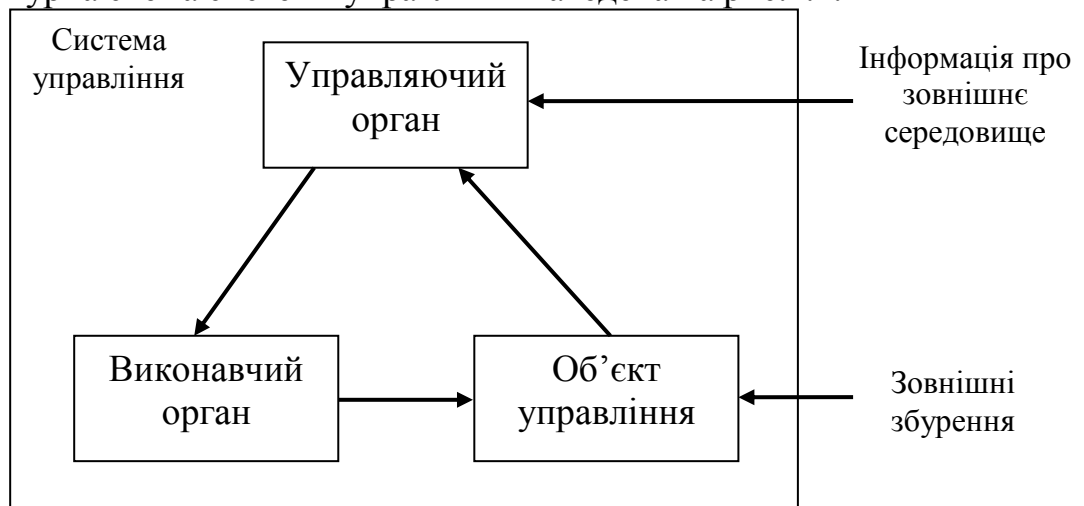 Система
управління
Управляючий
орган
Інформація про
зовнішнє
середовище
Виконавчий
орган
Об’єкт
управління
Зовнішні
збурення